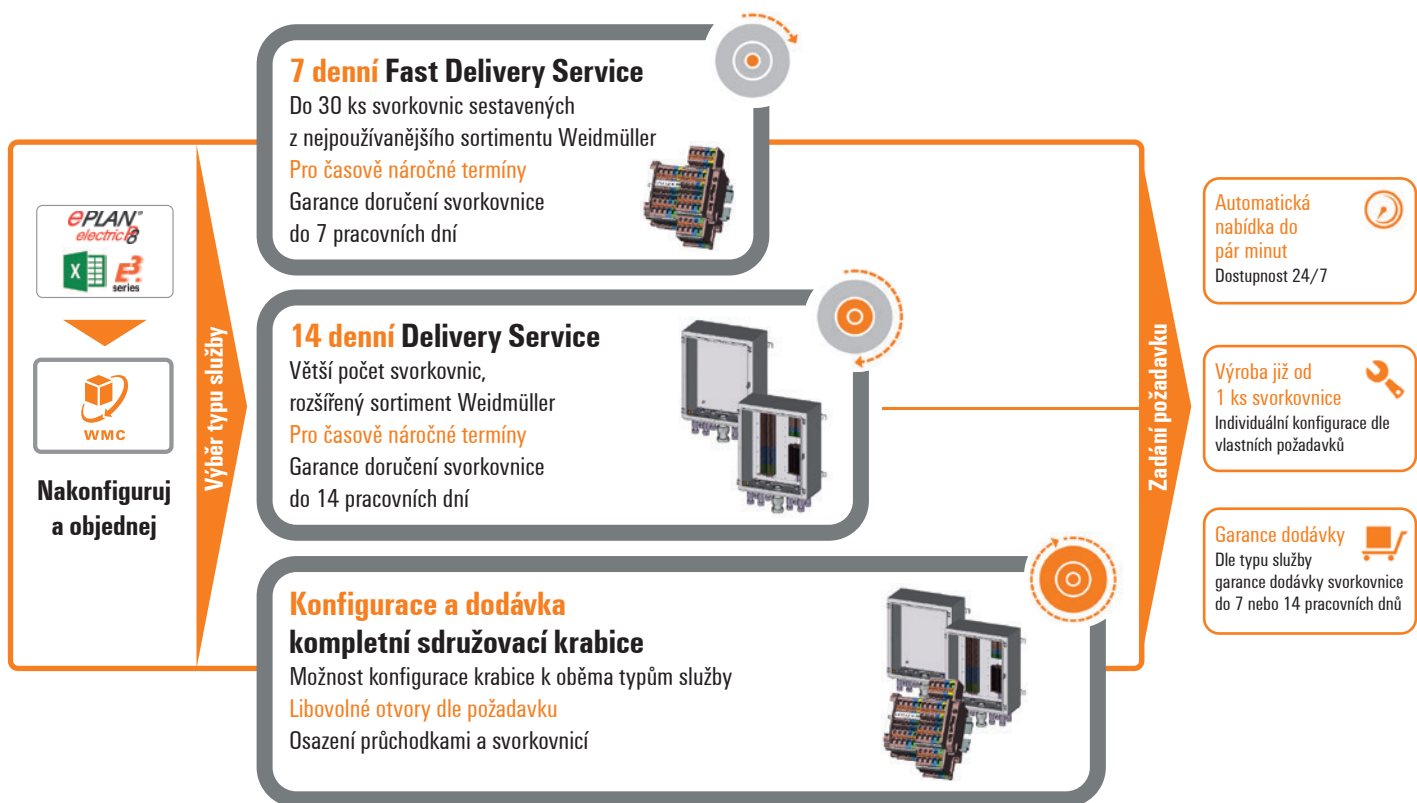 ePLAN®
electric P8
X
E³.
series
WMC
Nakonfiguruj
a objednej
Výběr typu služby
7 denní Fast Delivery Service
Do 30 ks svorkovnic sestavených
z nejpoužívanějšího sortimentu Weidmüller
Pro časově náročné termíny
Garance doručení svorkovnice
do 7 pracovních dní
14 denní Delivery Service
Větší počet svorkovnic,
rozšířený sortiment Weidmüller
Pro časově náročné termíny
Garance doručení svorkovnice
do 14 pracovních dní
Konfigurace a dodávka
kompletní sdružovací krabice
Možnost konfigurace krabice k oběma typům služby
Libovolné otvory dle požadavku
Osazení průchodkami a svorkovnicí
Zadání požadavku
Automatická
nabídka do
pár minut
Dostupnost 24/7
Výroba již od
1 ks svorkovnice
Individuální konfigurace dle
vlastních požadavků
Garance dodávky
Dle typu služby
garance dodávky svorkovnice
do 7 nebo 14 pracovních dnů